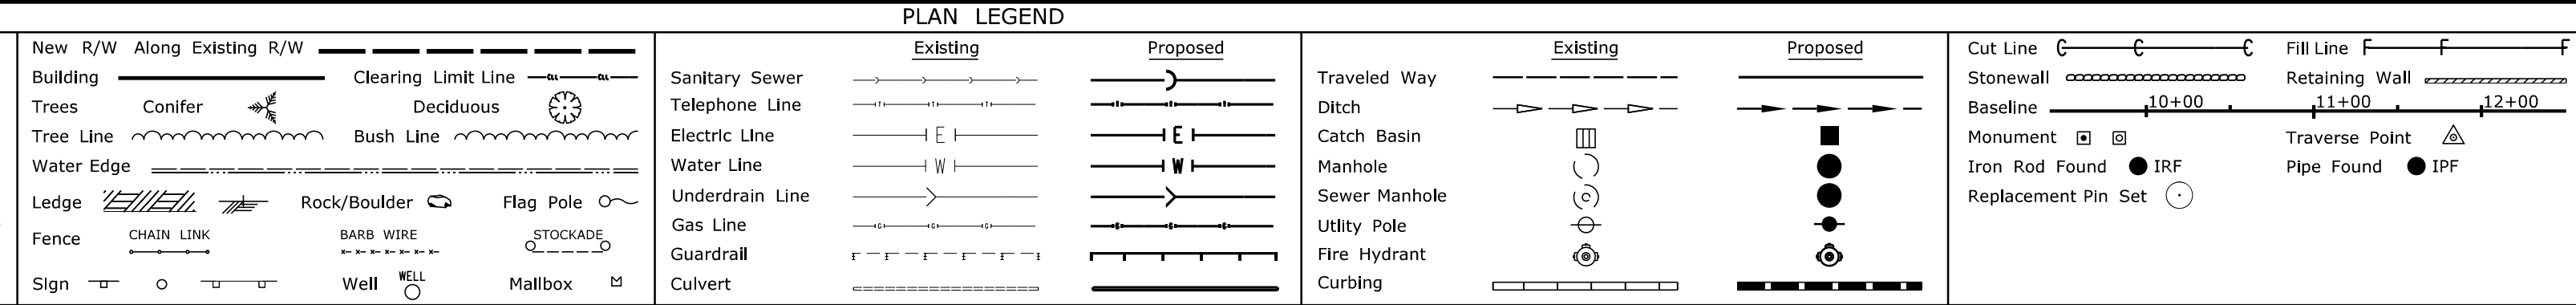 PLAN LEGEND
New R/W Along Existing R/W
Building Clearing Limit Line
Trees Conifer Deciduous
Tree Line Bush Line
Water Edge
Ledge Rock/Boulder Flag Pole
Fence CHAIN LINK BARB WIRE STOCKADE
Sign Well WELL Mailbox
Existing Proposed
Sanitary Sewer
Telephone Line T T T
Electric Line E E
Water Line W W
Underdrain Line
Gas Line G G G
Guardrail
Culvert
Existing Proposed
Traveled Way
Ditch
Catch Basin
Manhole
Sewer Manhole
Utlity Pole
Fire Hydrant
Curbing
Cut Line C C C Fill Line F F F
Stonewall Retaining Wall
Baseline 10+00 11+00 12+00
Monument Traverse Point
Iron Rod Found IRF Pipe Found IPF
Replacement Pin Set